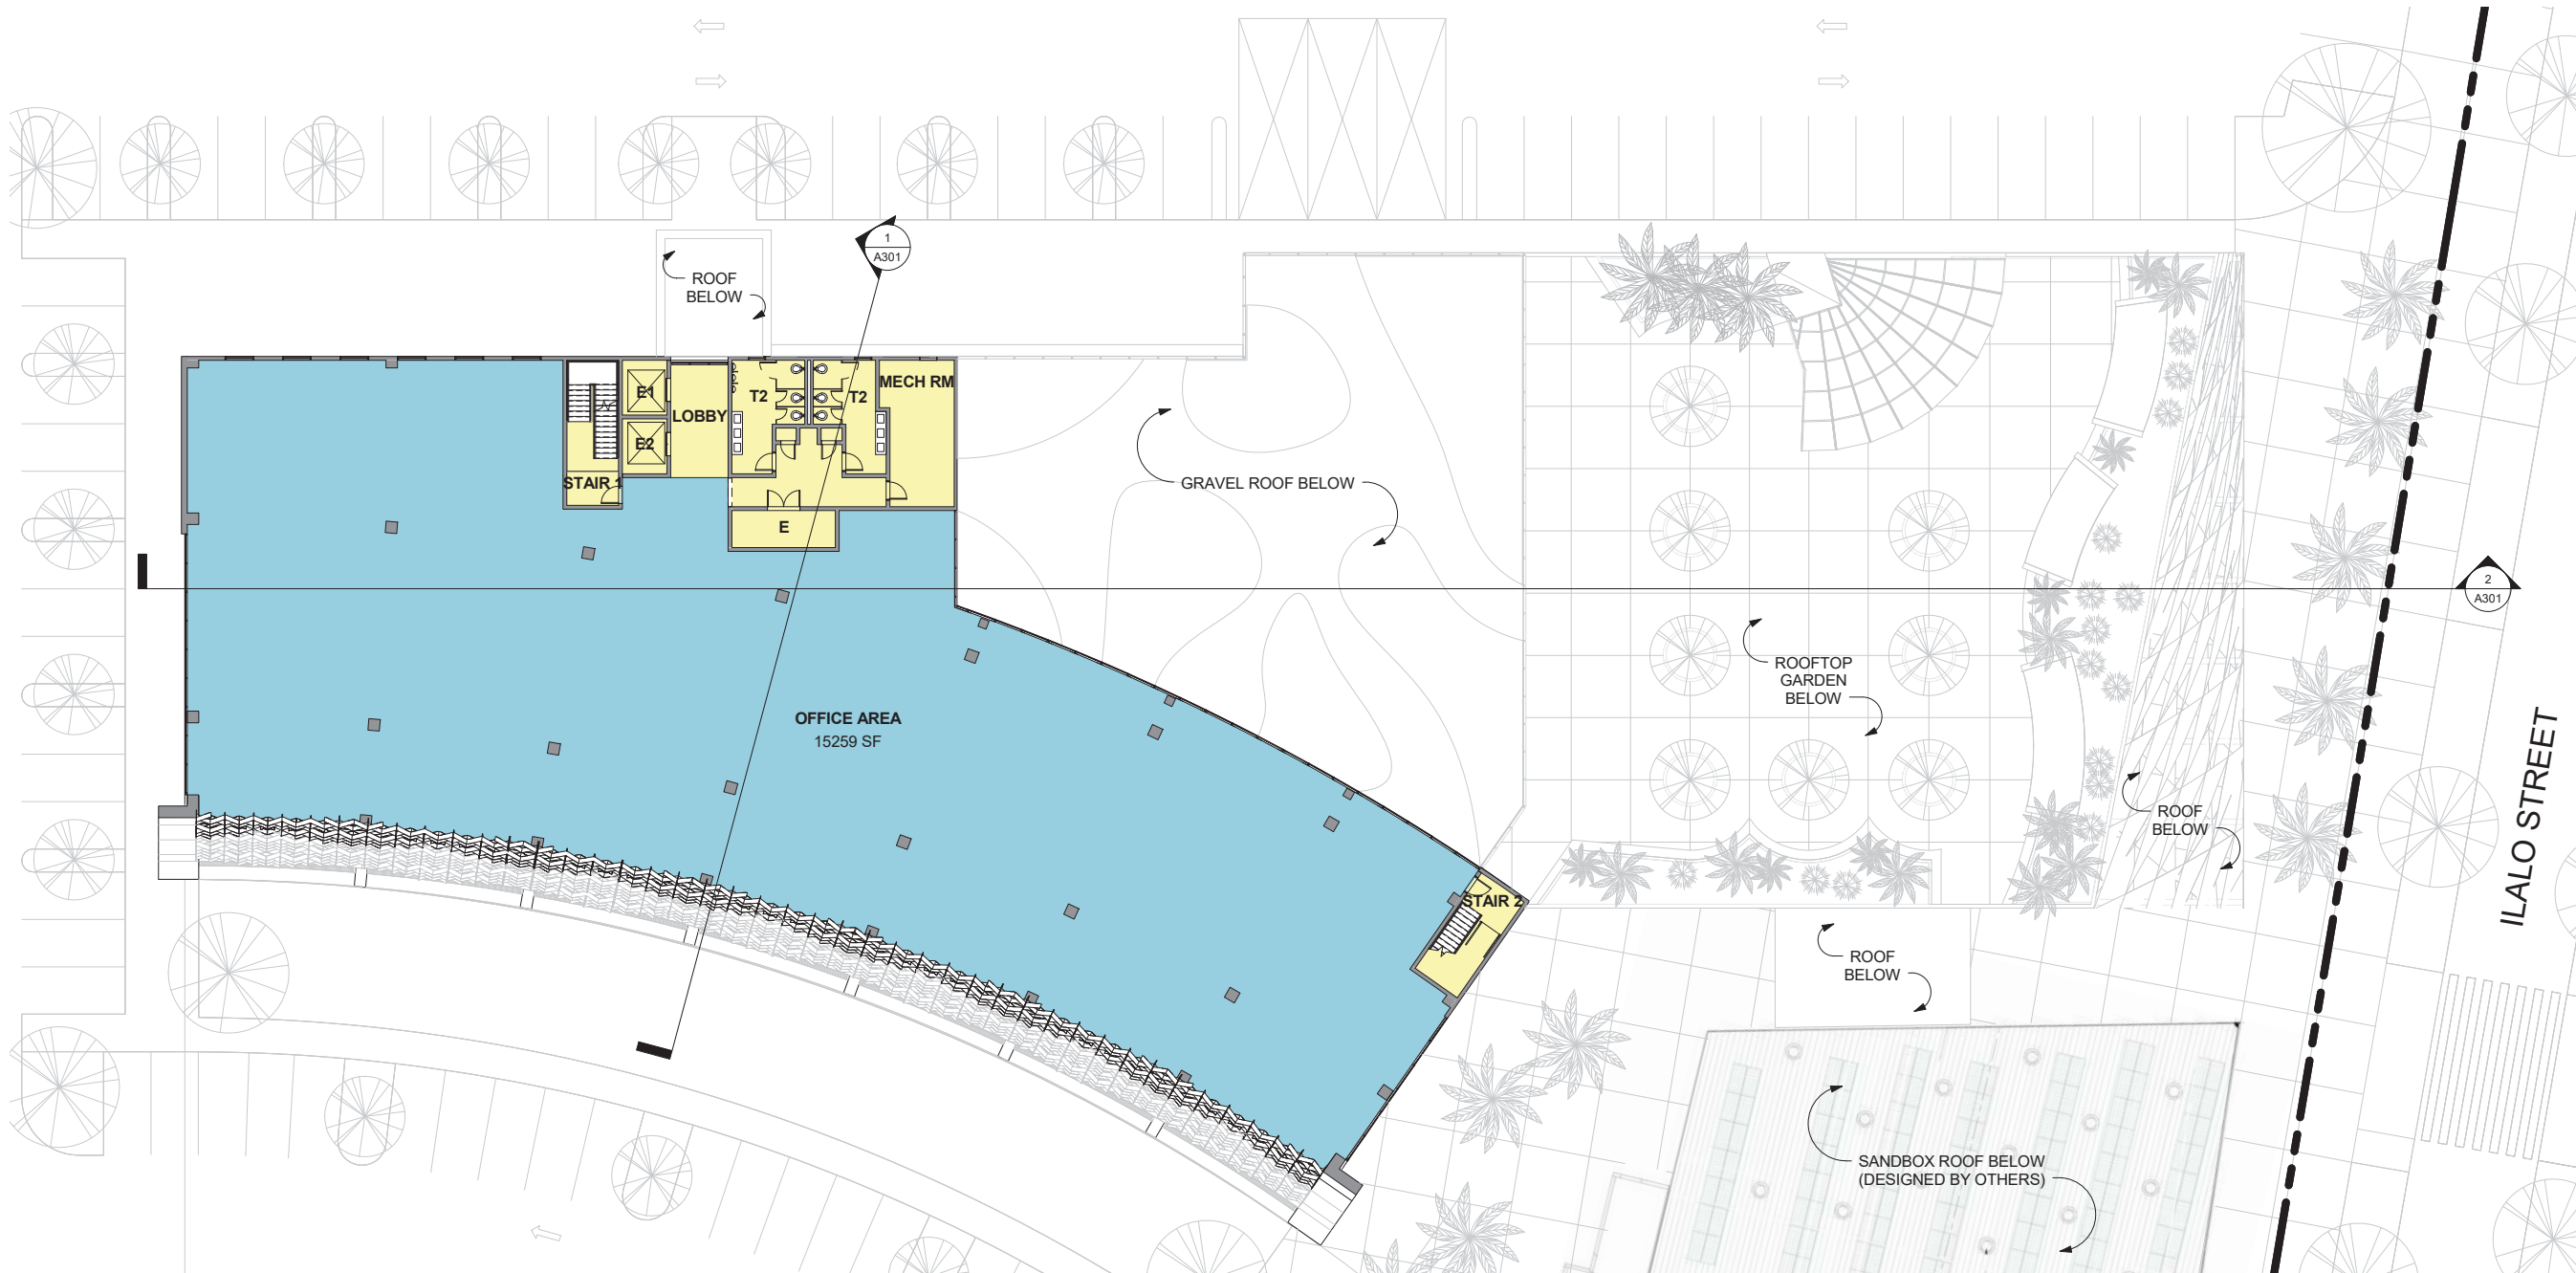 1
A301
ROOF
BELOW
E1
E2
LOBBY
T2
T2
MECH RM
STAIR 1
E
GRAVEL ROOF BELOW
2
A301
ROOFTOP
GARDEN
BELOW
OFFICE AREA
15259 SF
ROOF
BELOW
ILALO STREET
STAIR 2
ROOF
BELOW
SANDBOX ROOF BELOW
(DESIGNED BY OTHERS)